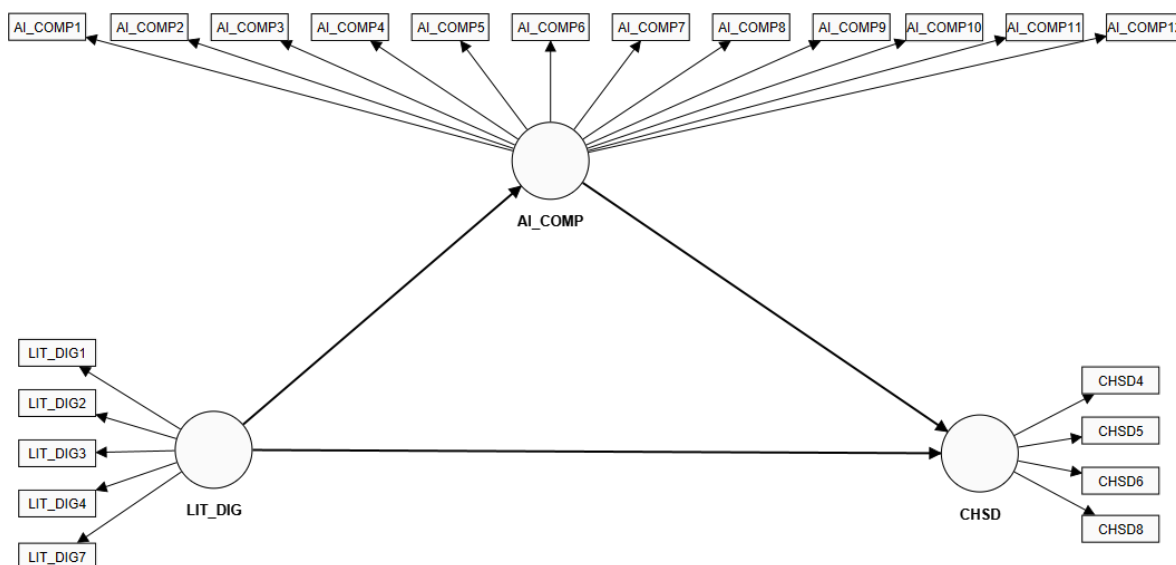 AI_COMP1 AI_COMP2 AI_COMP3 AI_COMP4 AI_COMP5 AI_COMP6 AI_COMP7 AI_COMP8 AI_COMP9 AI_COMP10 AI_COMP11
AI_COMP
LIT_DIG1
LIT_DIG2
LIT_DIG3
LIT_DIG4
LIT_DIG7
LIT_DIG
CHSD4
CHSD5
CHSD6
CHSD8
CHSD